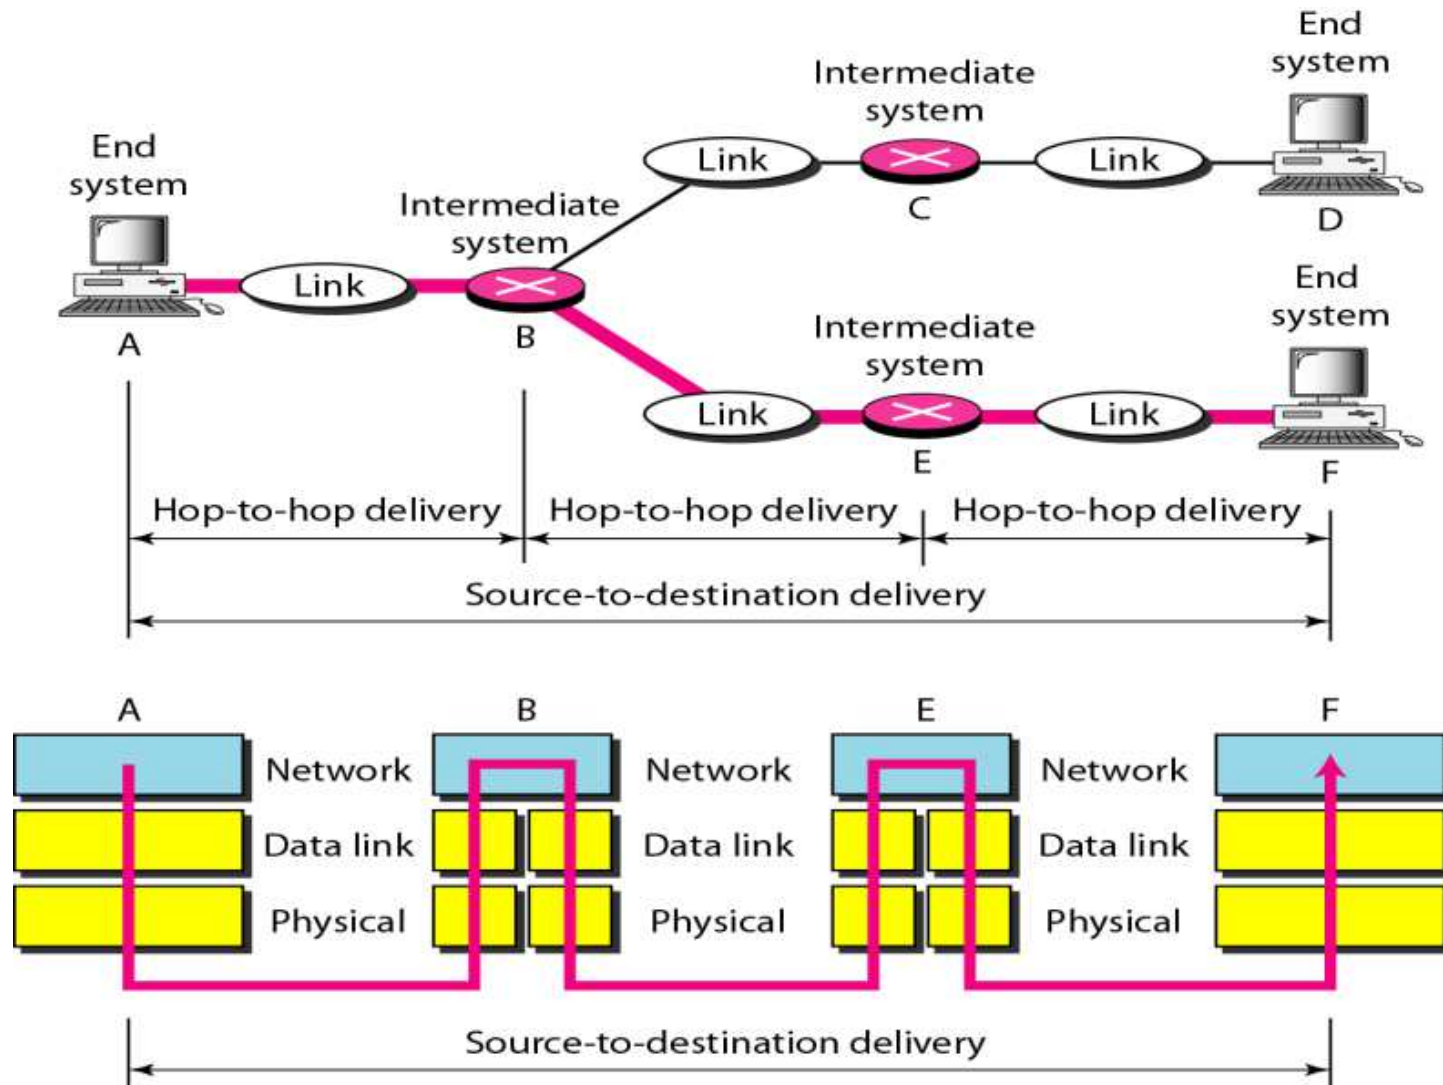 End
system
Intermediate
system
Link
C
Link
D
End
system
A
Link
Intermediate
system
B
End
system
Intermediate
system
Link
E
Link
F
Hop-to-hop delivery
Hop-to-hop delivery
Hop-to-hop delivery
Source-to-destination delivery
A
B
E
F
Network
Network
Network
Data link
Data link
Data link
Physical
Physical
Physical
Source-to-destination delivery